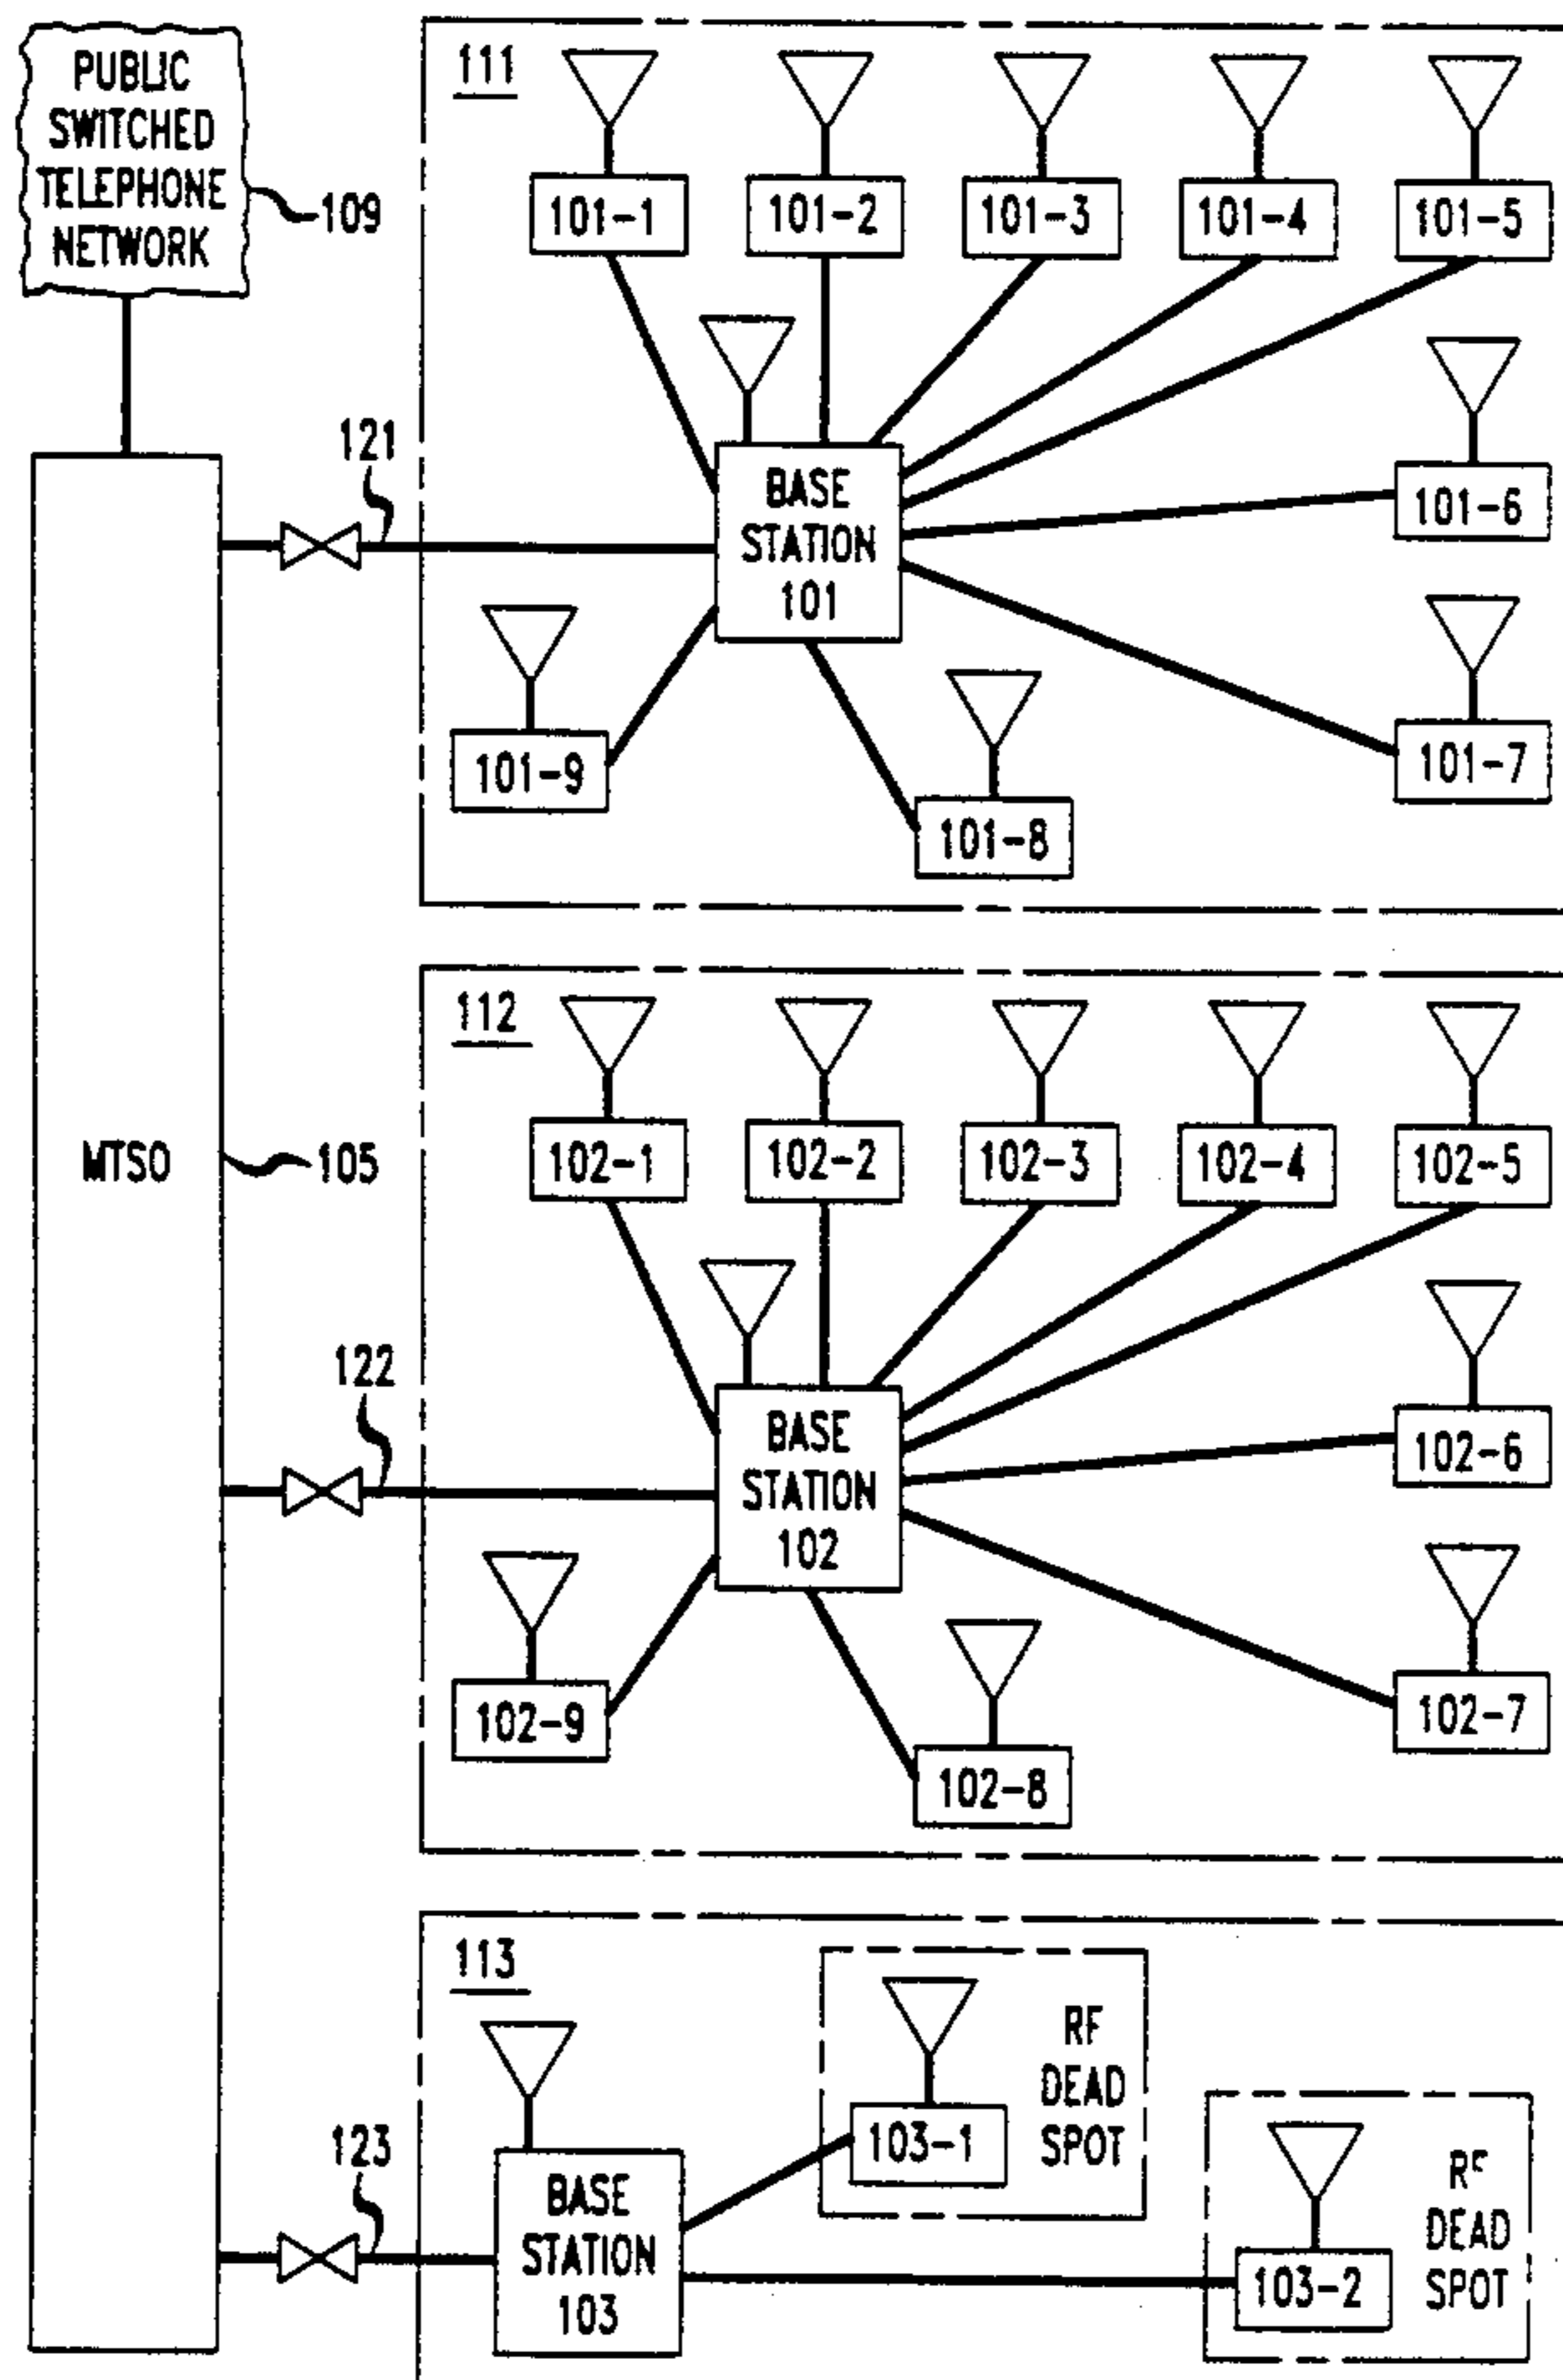 PUBLIC
SWITCHED
TELEPHONE
NETWORK
109
111
101-1
101-2
101-3
101-4
101-5
121
BASE
STATION
101
101-6
101-7
101-9
101-8
MTSO
105
112
102-1
102-2
102-3
102-4
102-5
122
BASE
STATION
102
102-6
102-7
102-9
102-8
113
103-1
RF
DEAD
SPOT
123
BASE
STATION
103
103-2
RF
DEAD
SPOT